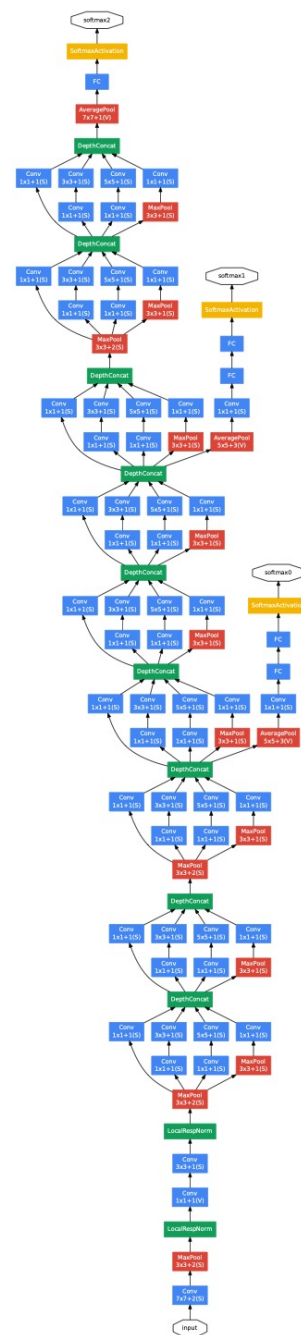 softmax2
SoftmaxActivation
FC
AveragePool
7x7+1(V)
DepthConcat
Conv Conv Conv Conv
1x1+1(S) 3x3+1(S) 5x5+1(S) 1x1+1(S)
Conv Conv MaxPool
1x1+1(S) 1x1+1(S) 3x3+1(S)
DepthConcat
Conv Conv Conv Conv
1x1+1(S) 3x3+1(S) 5x5+1(S) 1x1+1(S)
softmax1
Conv Conv MaxPool
1x1+1(S) 1x1+1(S) 3x3+1(S)
SoftmaxActivation
MaxPool
3x3+2(S)
FC
DepthConcat
FC
Conv Conv Conv Conv Conv
1x1+1(S) 3x3+1(S) 5x5+1(S) 1x1+1(S) 1x1+1(S)
Conv Conv MaxPool AveragePool
1x1+1(S) 1x1+1(S) 3x3+1(S) 5x5+3(V)
DepthConcat
Conv Conv Conv Conv
1x1+1(S) 3x3+1(S) 5x5+1(S) 1x1+1(S)
Conv Conv MaxPool
1x1+1(S) 1x1+1(S) 3x3+1(S)
DepthConcat
softmax0
Conv Conv Conv Conv
1x1+1(S) 3x3+1(S) 5x5+1(S) 1x1+1(S)
SoftmaxActivation
Conv Conv MaxPool
1x5+1(S) 1x1+1(S) 3x3+1(S)
FC
DepthConcat
FC
Conv Conv Conv Conv Conv
1x1+1(S) 3x3+1(S) 5x5+1(S) 1x1+1(S) 1x1+1(S)
Conv Conv MaxPool AveragePool
1x1+1(S) 1x1+1(S) 3x3+1(S) 5x5+3(V)
DepthConcat
Conv Conv Conv Conv
1x1+1(S) 3x3+1(S) 5x5+1(S) 1x1+1(S)
Conv Conv MaxPool
1x1+1(S) 1x1+1(S) 3x3+1(S)
MaxPool
3x3+2(S)
DepthConcat
Conv Conv Conv Conv
1x1+1(S) 3x3+1(S) 5x5+1(S) 1x1+1(S)
Conv Conv MaxPool
1x1+1(S) 1x1+1(S) 3x3+1(S)
DepthConcat
Conv Conv Conv Conv
1x1+1(S) 3x3+1(S) 5x5+1(S) 1x1+1(S)
Conv Conv MaxPool
1x1+1(S) 1x1+1(S) 3x3+1(S)
MaxPool
3x3+2(S)
LocalRespNorm
Conv
3x3+1(S)
Conv
1x1+1(V)
LocalRespNorm
MaxPool
3x3+2(S)
Conv
7x7+2(S)
input